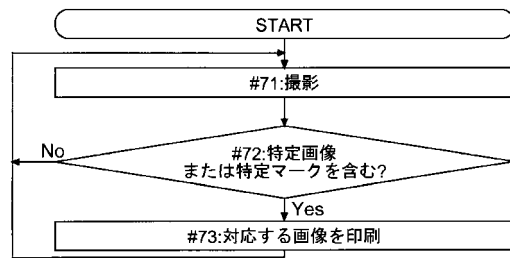 START
#71:撮影
No
#72:特定画像
または特定マークを含む?
Yes
#73:対応する画像を印刷